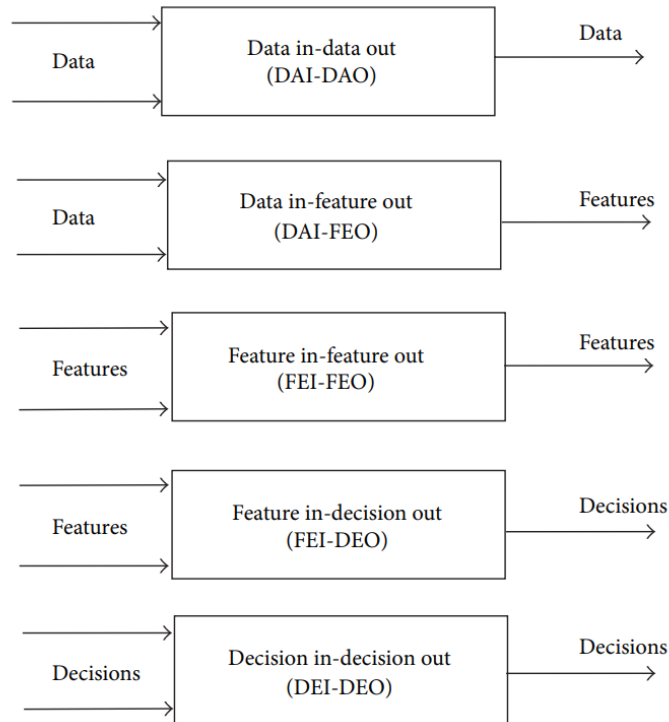 Data
Data in-data out
(DAI-DAO)
Data
Data
Data in-feature out
(DAI-FEO)
Features
Features
Feature in-feature out
(FEI-FEO)
Features
Features
Feature in-decision out
(FEI-DEO)
Decisions
Decisions
Decision in-decision out
(DEI-DEO)
Decisions